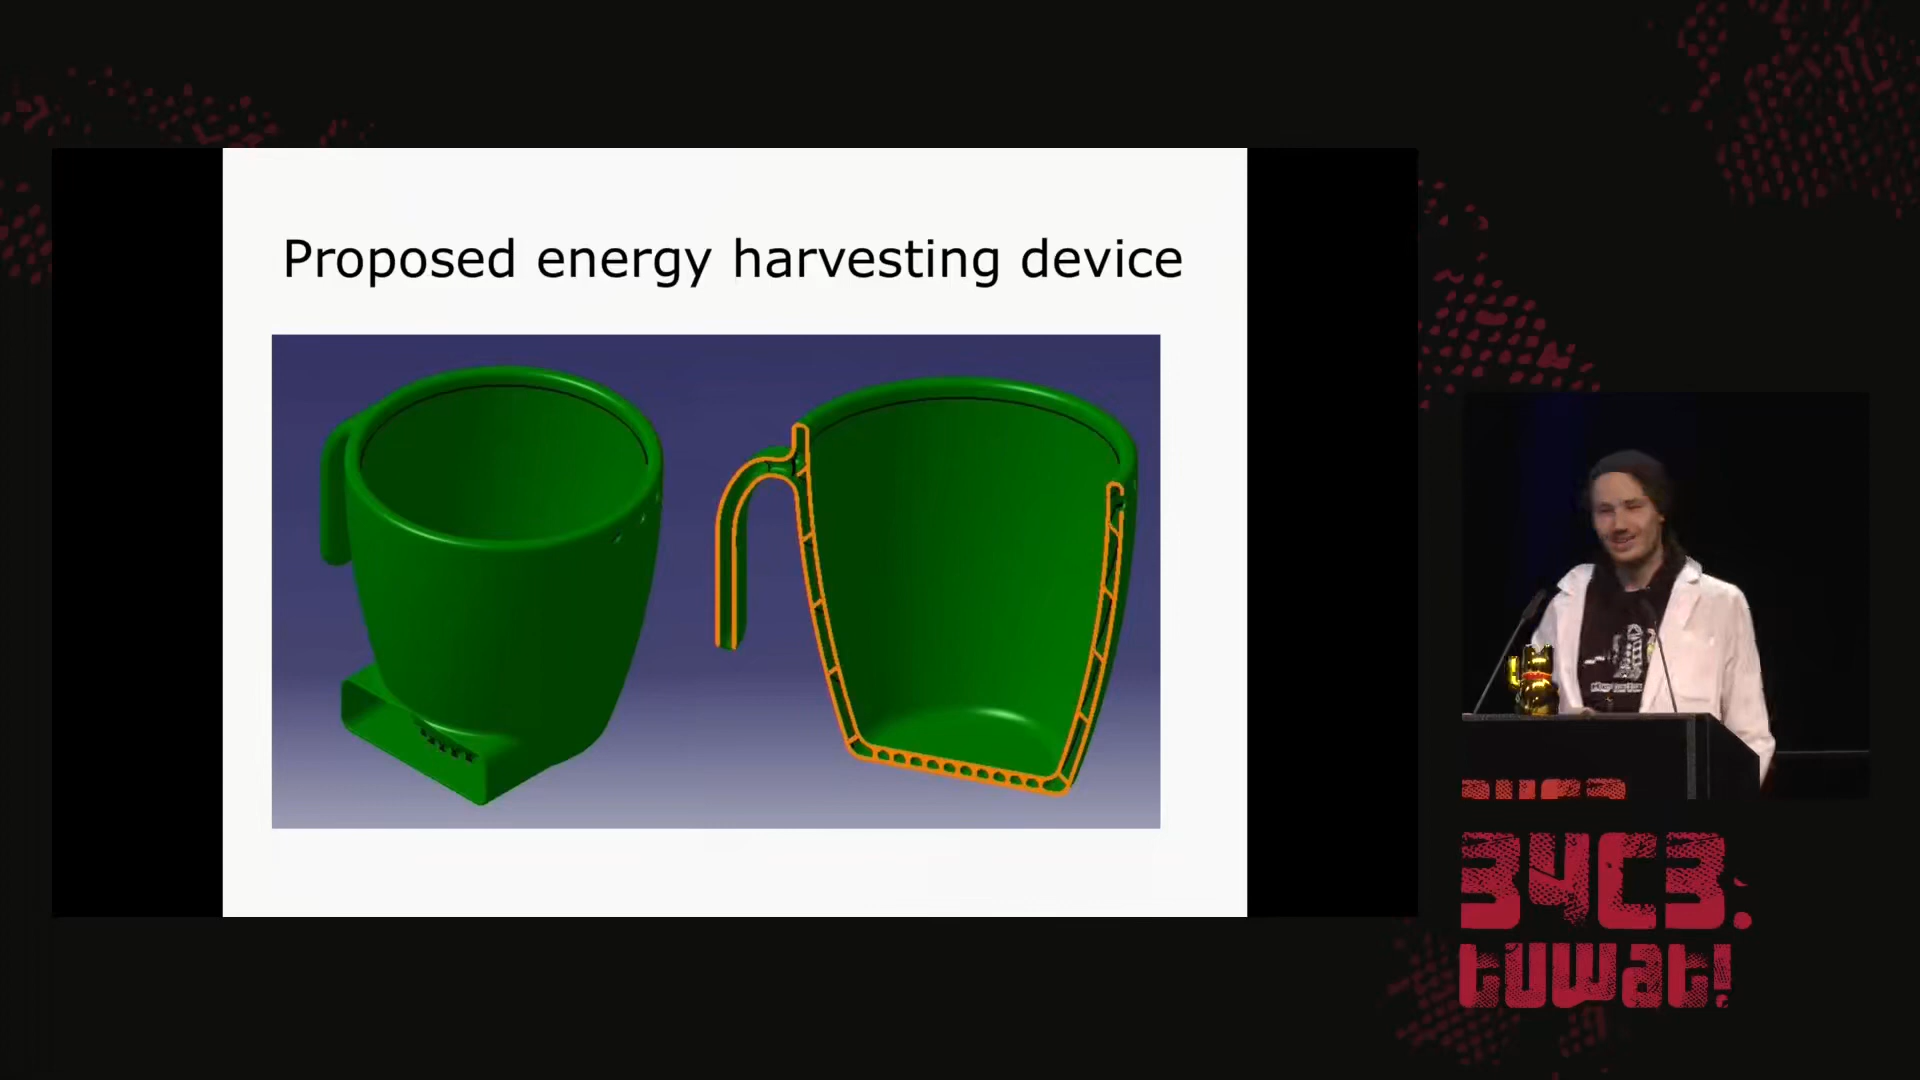 Proposed energy harvesting device
34C3.
tuwat!